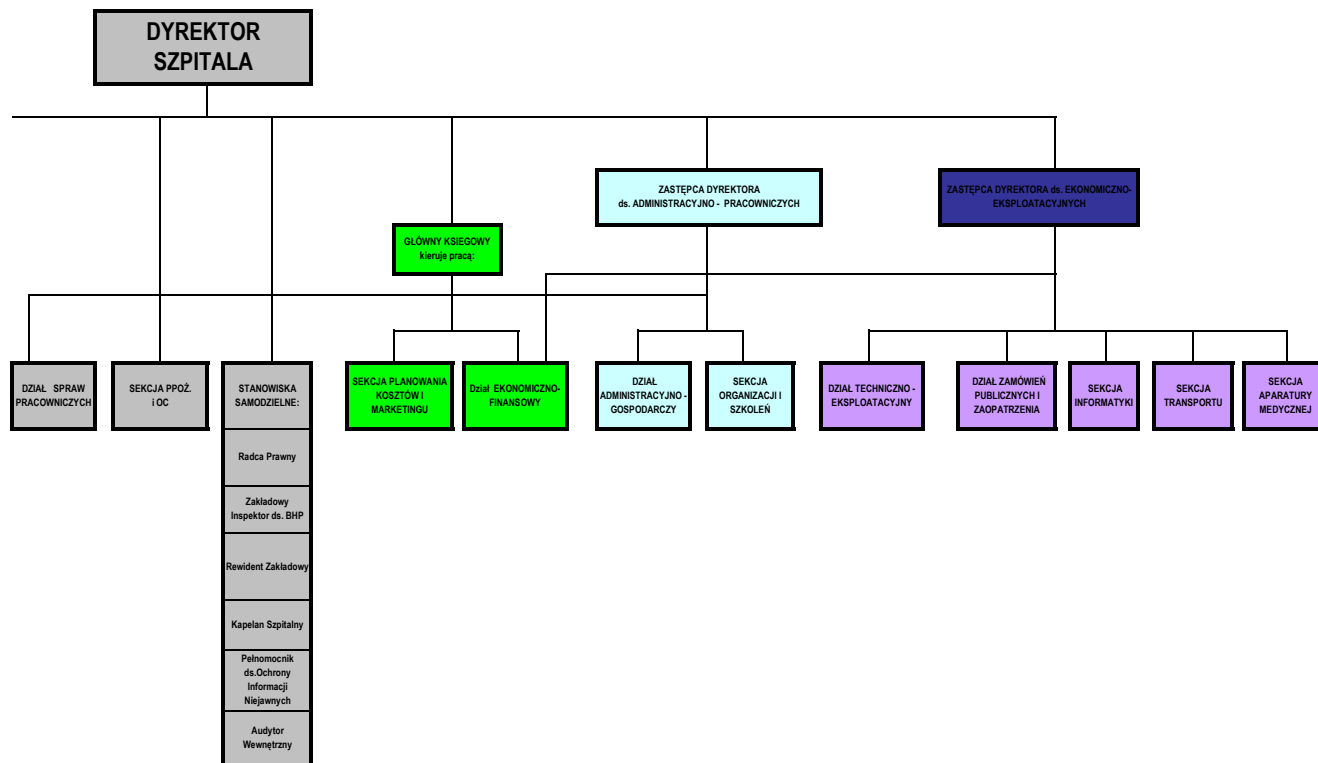 DYREKTOR
SZPITALA
ZASTĘPCA DYREKTORA
ds. ADMINISTRACYJNO - PRACOWNICZYCH
ZASTĘPCA DYREKTORA ds. EKONOMICZNO-
EKSPLOATACYJNYCH
GŁÓWNY KSIEGOWY
kieruje pracą:
DZIAŁ SPRAW
PRACOWNICZYCH
SEKCJA PPOŻ.
i OC
STANOWISKA
SAMODZIELNE:
SEKCJA PLANOWANIA
KOSZTÓW I
MARKETINGU
Dział EKONOMICZNO-
FINANSOWY
DZIAŁ
ADMINISTRACYJNO -
GOSPODARCZY
SEKCJA
ORGANIZACJI I
SZKOLEŃ
DZIAŁ TECHNICZNO -
EKSPLOATACYJNY
DZIAŁ ZAMÓWIEŃ
PUBLICZNYCH I
ZAOPATRZENIA
SEKCJA
INFORMATYKI
SEKCJA
TRANSPORTU
SEKCJA
APARATURY
MEDYCZNEJ
Radca Prawny
Zakładowy
Inspektor ds. BHP
Rewident Zakładowy
Kapelan Szpitalny
Pełnomocnik
ds.Ochrony
Informacji
Niejawnych
Audytor
Wewnętrzny